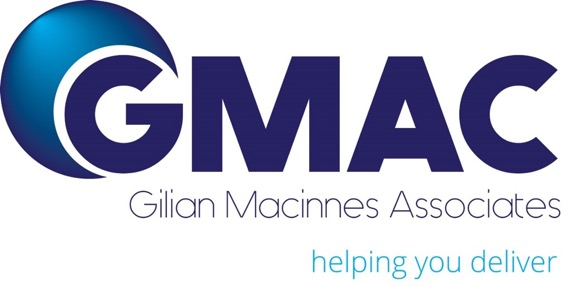 GMAC
Gilian Macinnes Associates
helping you deliver